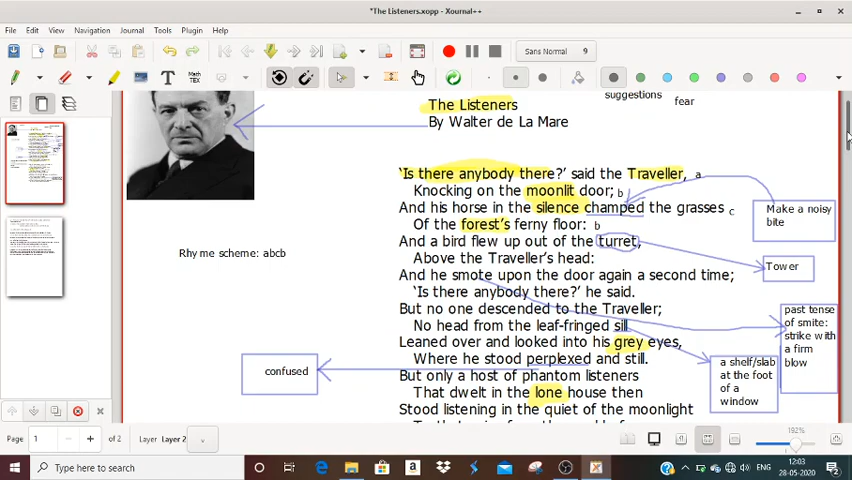 *The Listeners.xopp - Xournal++
File Edit View Navigation Journal Tools Plugin Help
Sans Normal 9
T Math TEX
suggestions
fear
The Listeners
By Walter de La Mare
‘Is there anybody there?’ said the Traveller, a
Knocking on the moonlit door; b
And his horse in the silence champed the grasses c
Of the forest’s ferny floor: b
And a bird flew up out of the turret,
Above the Traveller’s head:
And he smote upon the door again a second time;
‘Is there anybody there?’ he said.
But no one descended to the Traveller;
No head from the leaf-fringed sill
Leaned over and looked into his grey eyes,
Where he stood perplexed and still.
But only a host of phantom listeners
That dwelt in the lone house then
Stood listening in the quiet of the moonlight
Rhyme scheme: abcb
confused
Make a noisy
bite
Tower
past tense
of smite:
strike with
a firm
blow
a shelf/slab
at the foot
of a
window
Page 1 of 2 Layer Layer 2
192%
Type here to search
ENG
12:03
28-05-2020